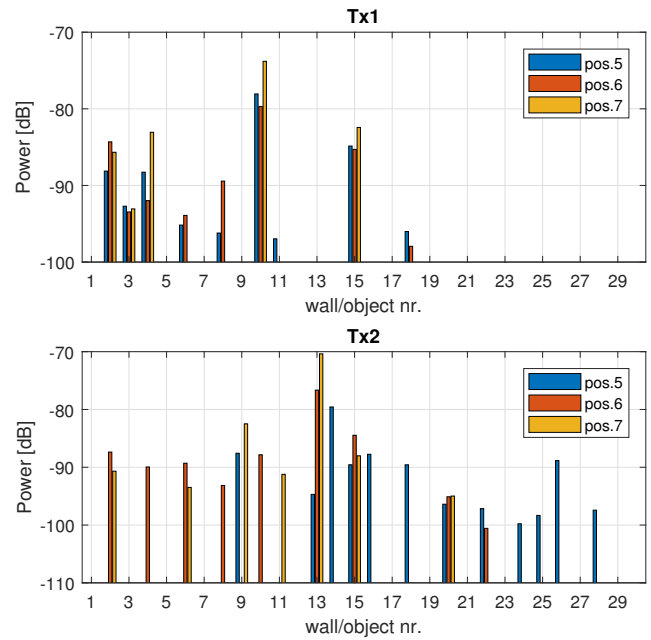 Tx1
-70
-80
-90
-100
Power [dB]
pos.5
pos.6
pos.7
1 3 5 7 9 11 13 15 17 19 21 23 25 27 29
wall/object nr.
Tx2
-70
-80
-90
-100
-110
Power [dB]
pos.5
pos.6
pos.7
1 3 5 7 9 11 13 15 17 19 21 23 25 27 29
wall/object nr.